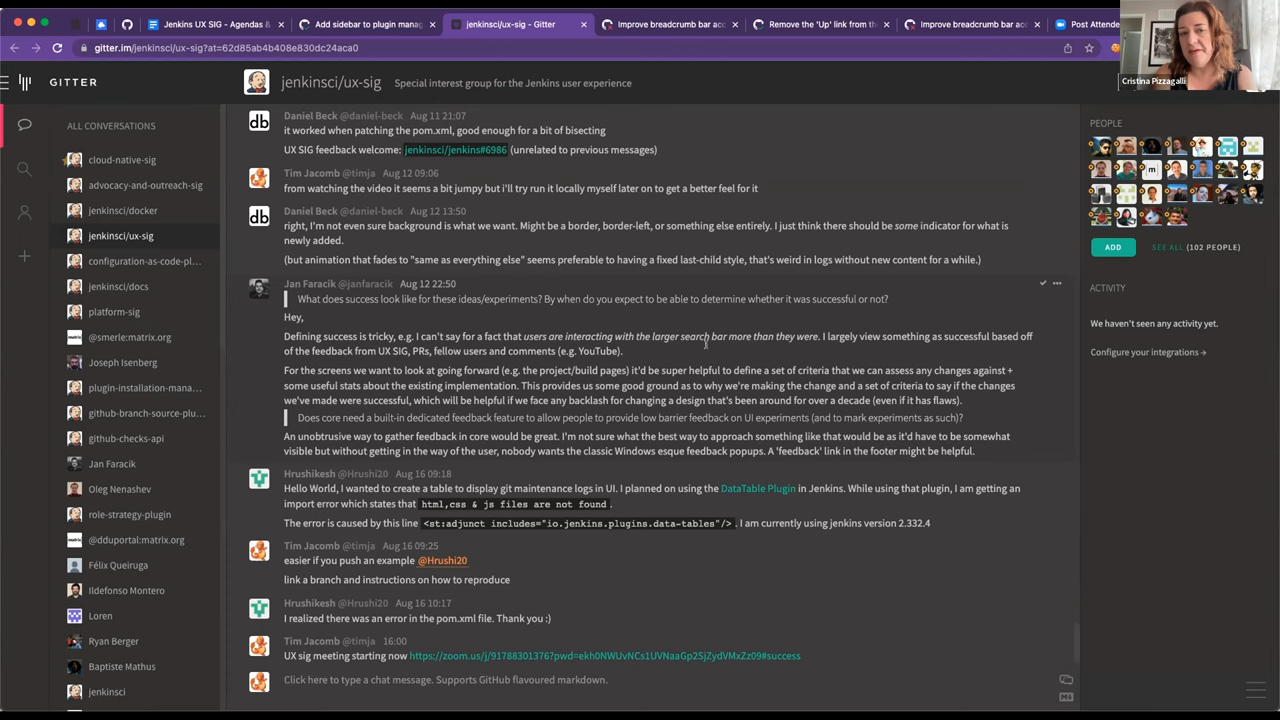 Jenkins UX SIG - Agendas &
Add sidebar to plugin manag
jenkinsci/ux-sig - Gitter
Improve breadcrumb bar acc
Remove the 'Up' link from the
Improve breadcrumb bar acc
Post Attende
gitter.im/jenkinsci/ux-sig?at=62d85ab4b408e830dc24aca0
Cristina Pizzagalli
GITTER
jenkinsci/ux-sig
Special interest group for the Jenkins user experience
ALL CONVERSATIONS
cloud-native-sig
advocacy-and-outreach-sig
jenkinsci/docker
jenkinsci/ux-sig
configuration-as-code-pl...
jenkinsci/docs
platform-sig
@smerle:matrix.org
Joseph Isenberg
plugin-installation-mana...
github-branch-source-plu...
github-checks-api
Jan Faracik
Oleg Nenashev
role-strategy-plugin
@dduportal:matrix.org
Félix Queiruga
Ildefonso Montero
Loren
Ryan Berger
Baptiste Mathus
jenkinsci
db
Daniel Beck @daniel-beck Aug 11 21:07
it worked when patching the pom.xml, good enough for a bit of bisecting
UX SIG feedback welcome: jenkinsci/jenkins#6986 (unrelated to previous messages)
Tim Jacomb @timja Aug 12 09:06
from watching the video it seems a bit jumpy but i'll try run it locally myself later on to get a better feel for it
db
Daniel Beck @daniel-beck Aug 12 13:50
right, I'm not even sure background is what we want. Might be a border, border-left, or something else entirely. I just think there should be some indicator for what is
newly added.
(but animation that fades to "same as everything else" seems preferable to having a fixed last-child style, that's weird in logs without new content for a while.)
Jan Faracik @janfaracik Aug 12 22:50
What does success look like for these ideas/experiments? By when do you expect to be able to determine whether it was successful or not?
Hey,
Defining success is tricky, e.g. I can't say for a fact that users are interacting with the larger search bar more than they were. I largely view something as successful based off
of the feedback from UX SIG, PRs, fellow users and comments (e.g. YouTube).
For the screens we want to look at going forward (e.g. the project/build pages) it'd be super helpful to define a set of criteria that we can assess any changes against +
some useful stats about the existing implementation. This provides us some good ground as to why we're making the change and a set of criteria to say if the changes
we've made were successful, which will be helpful if we face any backlash for changing a design that's been around for over a decade (even if it has flaws).
Does core need a built-in dedicated feedback feature to allow people to provide low barrier feedback on UI experiments (and to mark experiments as such)?
An unobtrusive way to gather feedback in core would be great. I'm not sure what the best way to approach something like that would be as it'd have to be somewhat
visible but without getting in the way of the user, nobody wants the classic Windows esque feedback popups. A 'feedback' link in the footer might be helpful.
Hrushikesh @Hrushi20 Aug 16 09:18
Hello World, I wanted to create a table to display git maintenance logs in UI. I planned on using the DataTable Plugin in Jenkins. While using that plugin, I am getting an
import error which states that html,css & js files are not found.
The error is caused by this line <st:adjunct includes="io.jenkins.plugins.data-tables"/>. I am currently using jenkins version 2.332.4
Tim Jacomb @timja Aug 16 09:25
easier if you push an example @Hrushi20
link a branch and instructions on how to reproduce
Hrushikesh @Hrushi20 Aug 16 10:17
I realized there was an error in the pom.xml file. Thank you :)
Tim Jacomb @timja 16:00
UX sig meeting starting now https://zoom.us/j/91788301376?pwd=ekh0NWUvNCs1UVNaaGp2SjZydVMxZz09#success
Click here to type a chat message. Supports GitHub flavoured markdown.
PEOPLE
ADD
SEE ALL (102 PEOPLE)
ACTIVITY
We haven't seen any activity yet.
Configure your integrations →